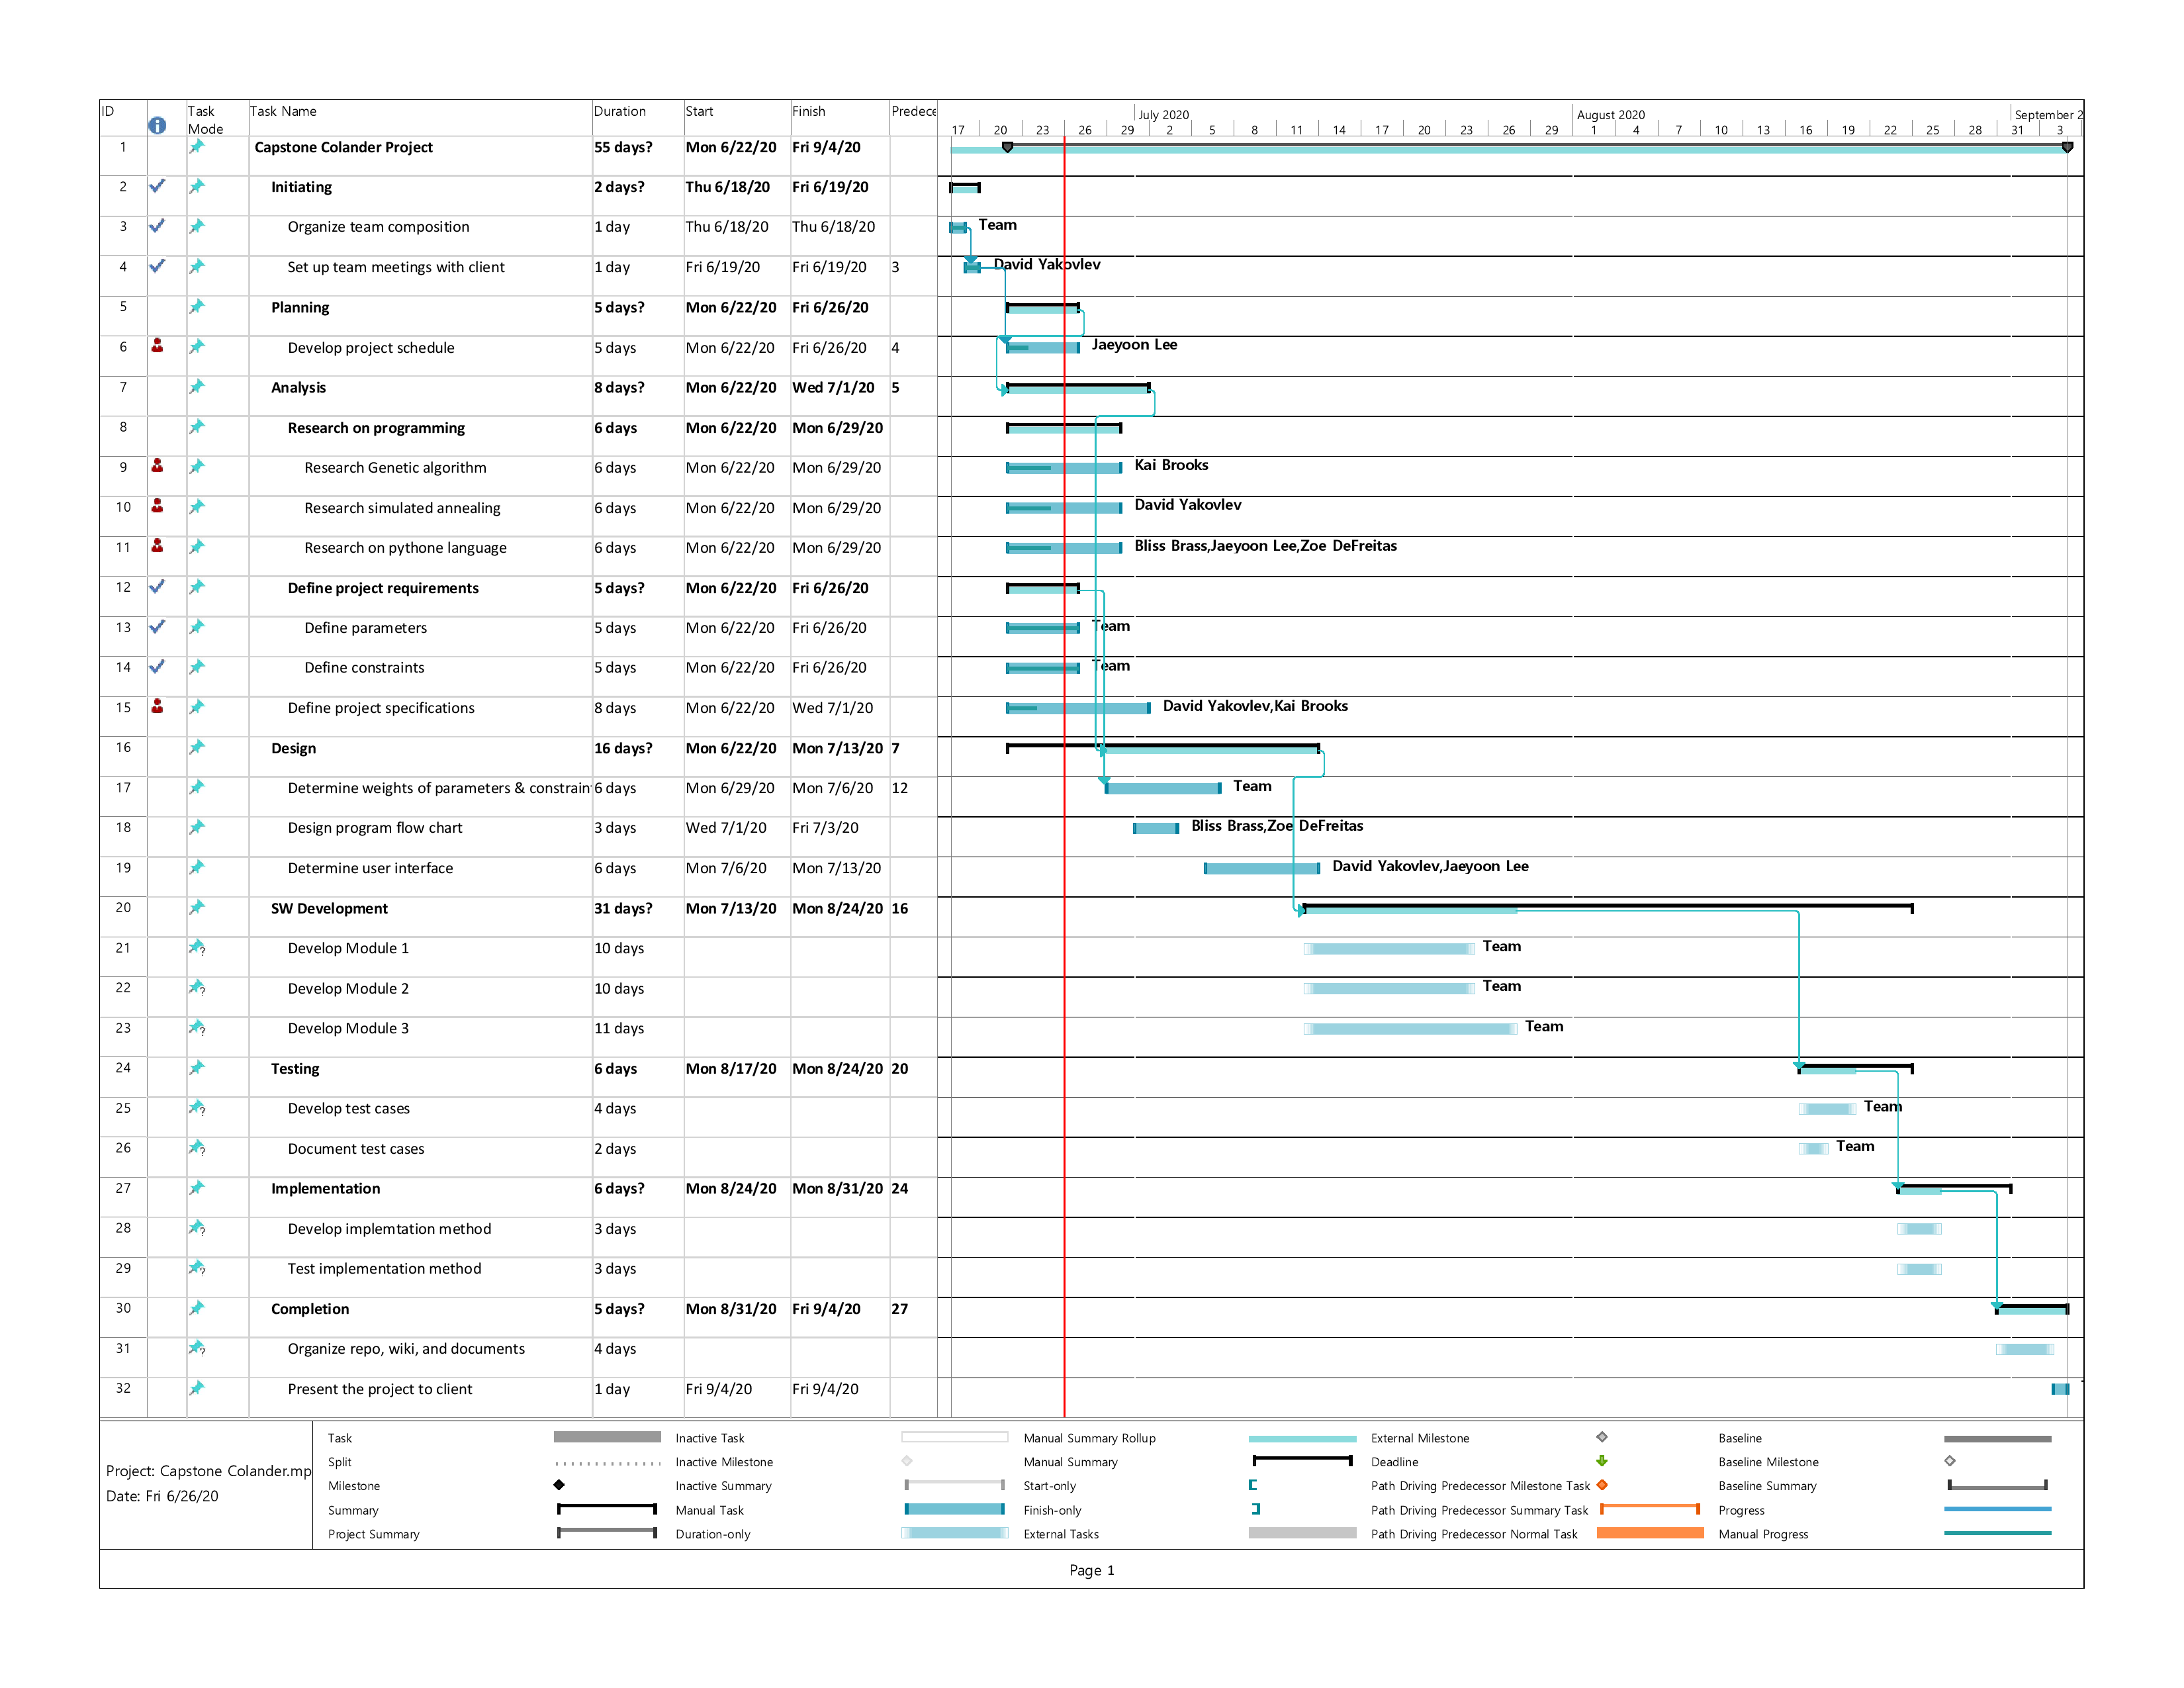 ID Task Mode Task Name Duration Start Finish Predece
July 2020 August 2020 September 2
17 20 23 26 29 2 5 8 11 14 17 20 23 26 29 1 4 7 10 13 16 19 22 25 28 31 3
1 Capstone Colander Project 55 days? Mon 6/22/20 Fri 9/4/20
2 Initiating 2 days? Thu 6/18/20 Fri 6/19/20
3 Organize team composition 1 day Thu 6/18/20 Thu 6/18/20 Team
4 Set up team meetings with client 1 day Fri 6/19/20 Fri 6/19/20 3 David Yakovlev
5 Planning 5 days? Mon 6/22/20 Fri 6/26/20
6 Develop project schedule 5 days Mon 6/22/20 Fri 6/26/20 4 Jaeyoon Lee
7 Analysis 8 days? Mon 6/22/20 Wed 7/1/20 5
8 Research on programming 6 days Mon 6/22/20 Mon 6/29/20
9 Research Genetic algorithm 6 days Mon 6/22/20 Mon 6/29/20 Kai Brooks
10 Research simulated annealing 6 days Mon 6/22/20 Mon 6/29/20 David Yakovlev
11 Research on pythone language 6 days Mon 6/22/20 Mon 6/29/20 Bliss Brass,Jaeyoon Lee,Zoe DeFreitas
12 Define project requirements 5 days? Mon 6/22/20 Fri 6/26/20
13 Define parameters 5 days Mon 6/22/20 Fri 6/26/20 Team
14 Define constraints 5 days Mon 6/22/20 Fri 6/26/20 Team
15 Define project specifications 8 days Mon 6/22/20 Wed 7/1/20 David Yakovlev,Kai Brooks
16 Design 16 days? Mon 6/22/20 Mon 7/13/20 7
17 Determine weights of parameters & constrain 6 days Mon 6/29/20 Mon 7/6/20 12 Team
18 Design program flow chart 3 days Wed 7/1/20 Fri 7/3/20 Bliss Brass,Zoe DeFreitas
19 Determine user interface 6 days Mon 7/6/20 Mon 7/13/20 David Yakovlev,Jaeyoon Lee
20 SW Development 31 days? Mon 7/13/20 Mon 8/24/20 16
21 Develop Module 1 10 days Team
22 Develop Module 2 10 days Team
23 Develop Module 3 11 days Team
24 Testing 6 days Mon 8/17/20 Mon 8/24/20 20
25 Develop test cases 4 days Team
26 Document test cases 2 days Team
27 Implementation 6 days? Mon 8/24/20 Mon 8/31/20 24
28 Develop implemtation method 3 days
29 Test implementation method 3 days
30 Completion 5 days? Mon 8/31/20 Fri 9/4/20 27
31 Organize repo, wiki, and documents 4 days
32 Present the project to client 1 day Fri 9/4/20 Fri 9/4/20
Project: Capstone Colander.mp
Date: Fri 6/26/20
Task Inactive Task Manual Summary Rollup External Milestone Baseline
Split Inactive Milestone Manual Summary Deadline Baseline Milestone
Milestone Inactive Summary Start-only Path Driving Predecessor Milestone Task Baseline Summary
Summary Manual Task Finish-only Path Driving Predecessor Summary Task Progress
Project Summary Duration-only External Tasks Path Driving Predecessor Normal Task Manual Progress
Page 1